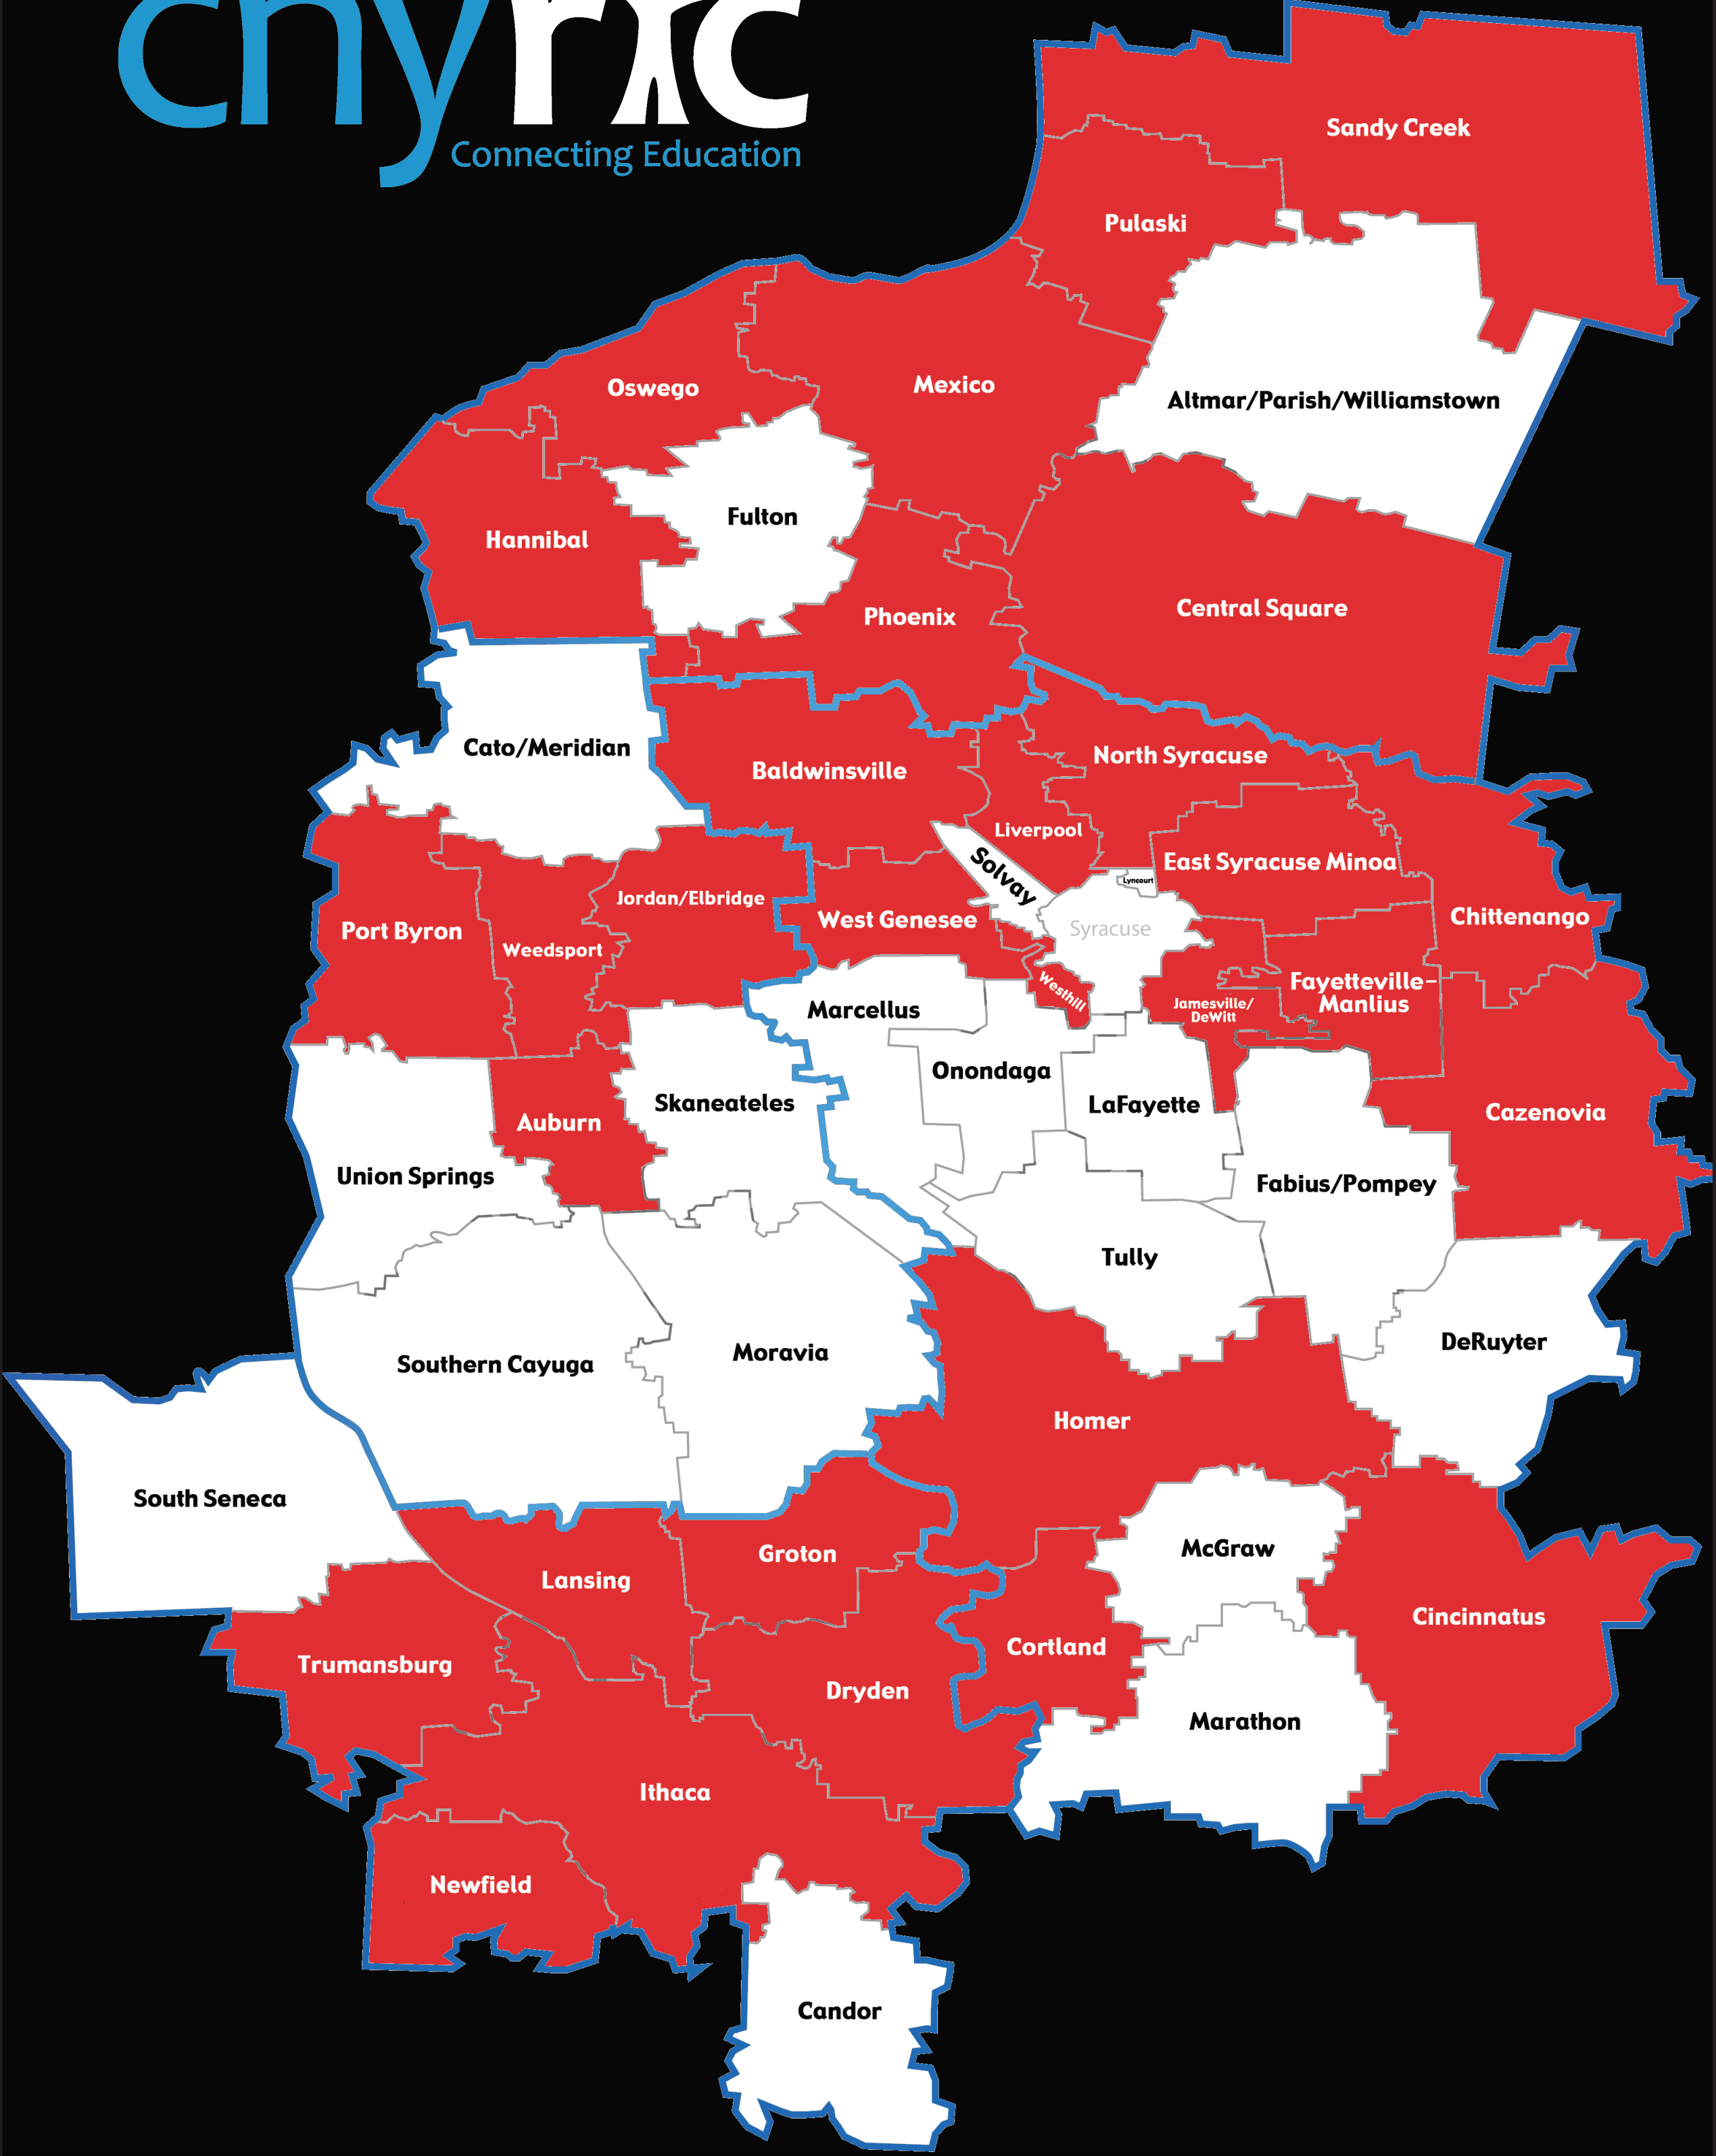 cnyric
Connecting Education
Sandy Creek
Pulaski
Oswego
Mexico
Altmar/Parish/Williamstown
Fulton
Hannibal
Phoenix
Central Square
Cato/Meridian
North Syracuse
Baldwinsville
Liverpool
Solvay
East Syracuse Minoa
Lyncourt
Jordan/Elbridge
Port Byron
West Genesee
Chittenango
Syracuse
Weedsport
Fayetteville-
Manlius
Westhill
Jamesville/
DeWitt
Marcellus
Onondaga
Skaneateles
LaFayette
Cazenovia
Auburn
Union Springs
Fabius/Pompey
Tully
DeRuyter
Moravia
Southern Cayuga
Homer
South Seneca
McGraw
Groton
Lansing
Cincinnatus
Cortland
Trumansburg
Dryden
Marathon
Ithaca
Newfield
Candor